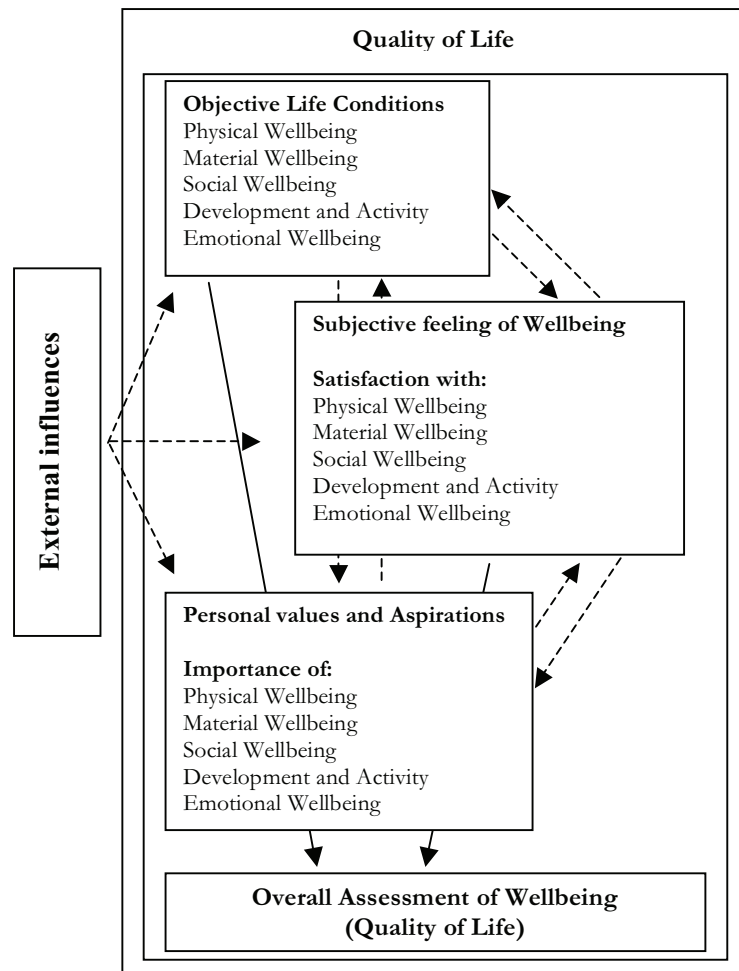 Quality of Life
Objective Life Conditions
Physical Wellbeing
Material Wellbeing
Social Wellbeing
Development and Activity
Emotional Wellbeing
External influences
Subjective feeling of Wellbeing
Satisfaction with:
Physical Wellbeing
Material Wellbeing
Social Wellbeing
Development and Activity
Emotional Wellbeing
Personal values and Aspirations
Importance of:
Physical Wellbeing
Material Wellbeing
Social Wellbeing
Development and Activity
Emotional Wellbeing
Overall Assessment of Wellbeing
(Quality of Life)